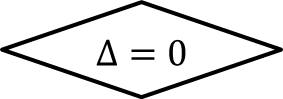 Δ = 0